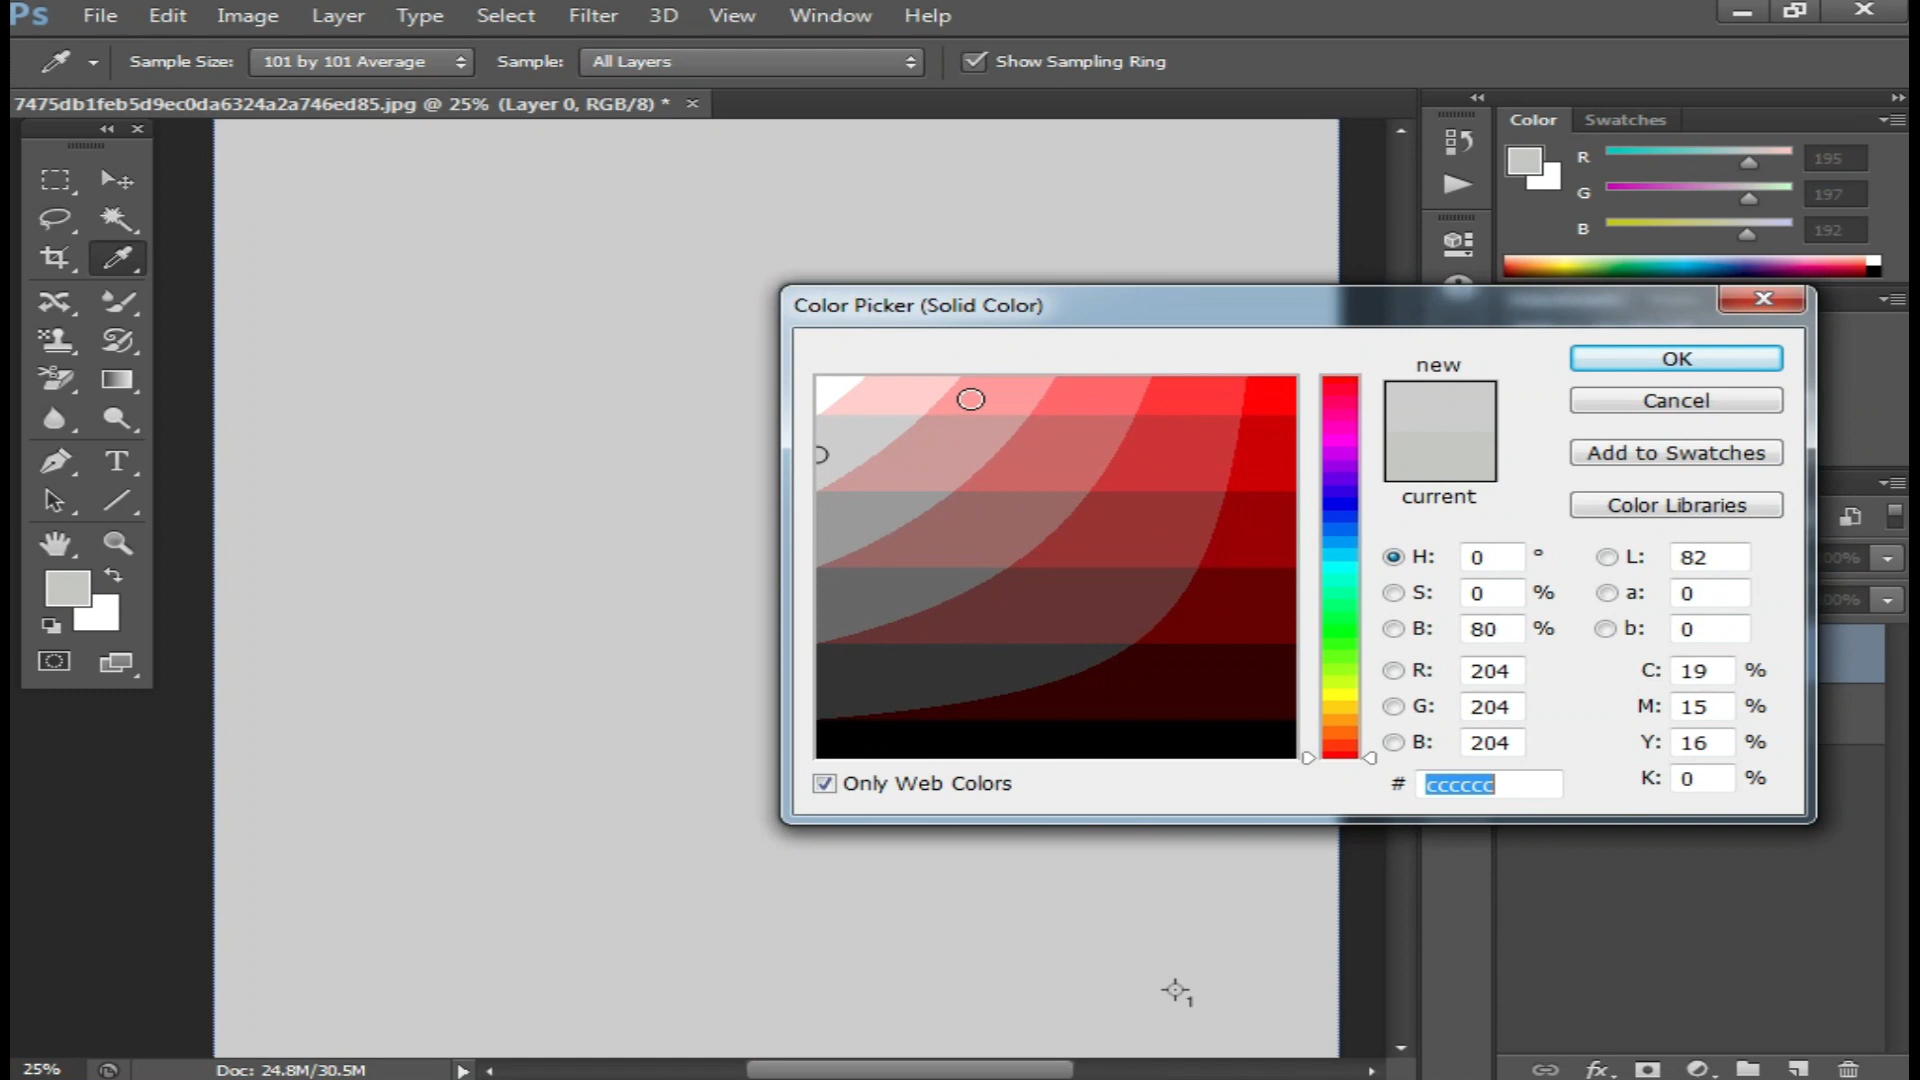 Ps File Edit Image Layer Type Select Filter 3D View Window Help
Sample Size: 101 by 101 Average Sample: All Layers Show Sampling Ring
7475db1feb5d9ec0da6324a2a746ed85.jpg @ 25% (Layer 0, RGB/8) *
Color Swatches
R 195
G 197
B 192
Color Picker (Solid Color)
new
current
OK
Cancel
Add to Swatches
Color Libraries
H: 0 °
S: 0 %
B: 80 %
R: 204
G: 204
B: 204
# cccccc
L: 82
a: 0
b: 0
C: 19 %
M: 15 %
Y: 16 %
K: 0 %
Only Web Colors
T
1
25% Doc: 24.8M/30.5M
fx